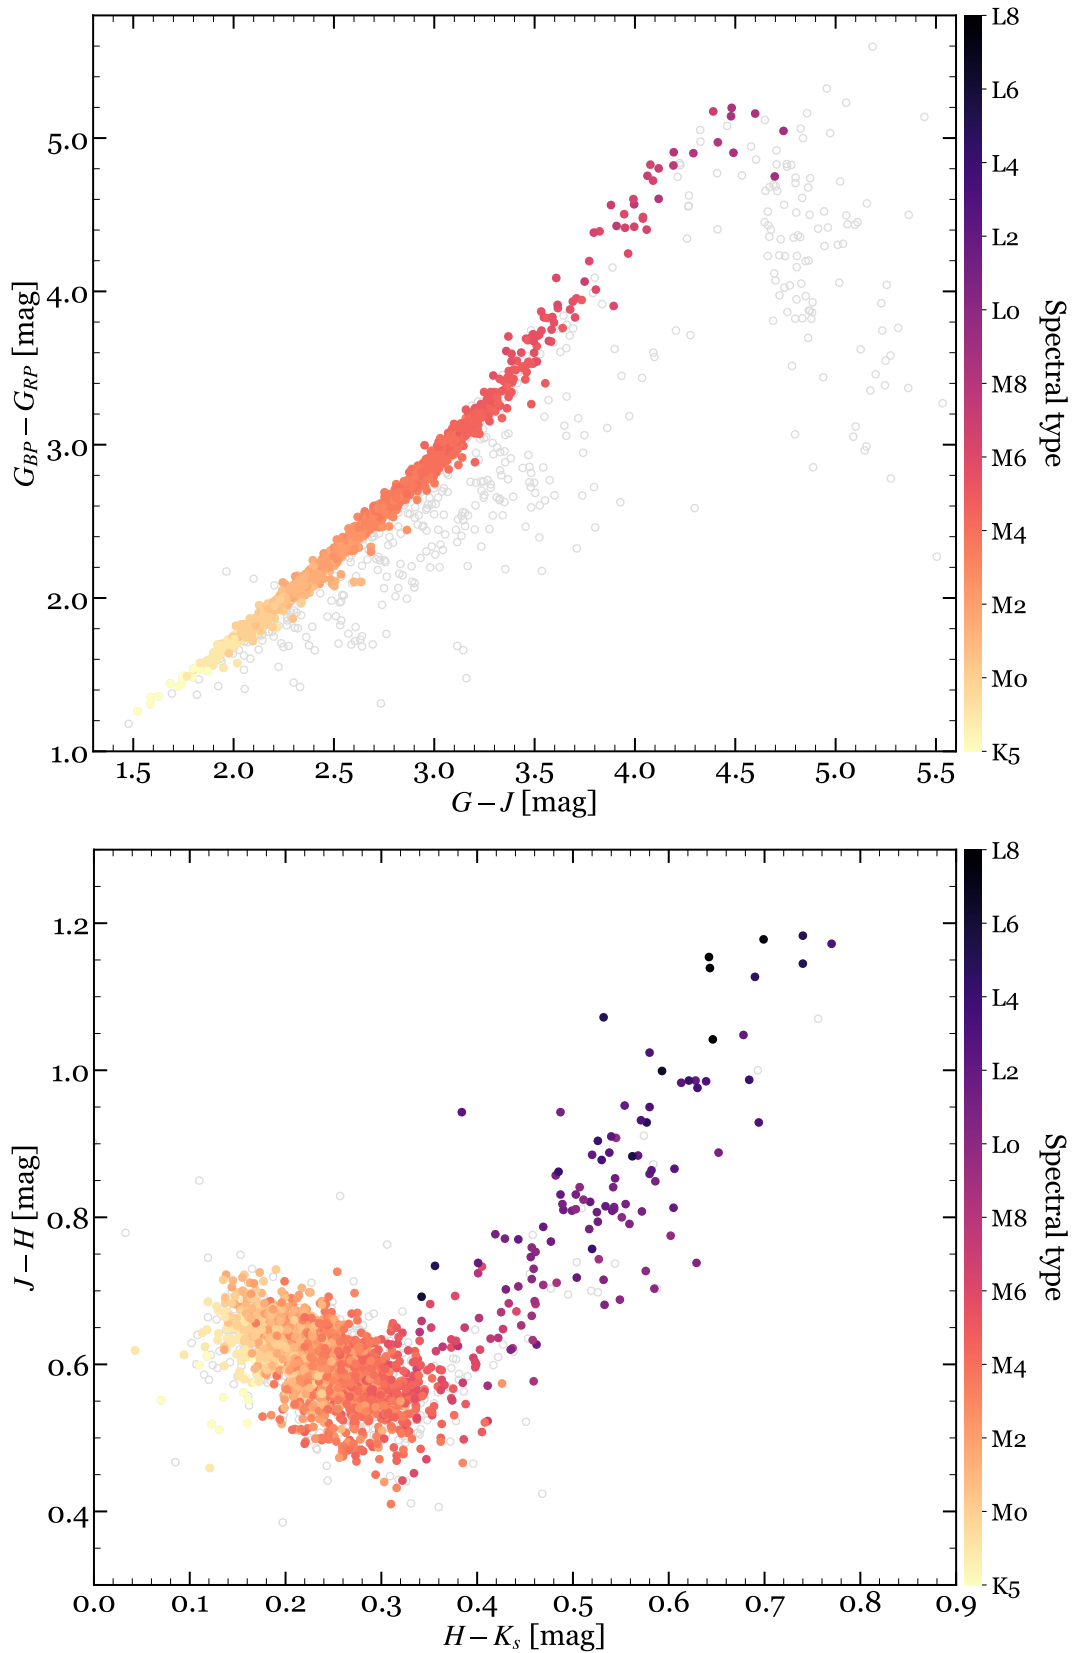 5.0
4.0
3.0
2.0
1.0
G_BP − G_RP [mag]
1.5 2.0 2.5 3.0 3.5 4.0 4.5 5.0 5.5
G − J [mag]
L8
L6
L4
L2
L0
M8
M6
M4
M2
M0
K5
Spectral type
1.2
1.0
0.8
0.6
0.4
J − H [mag]
0.0 0.1 0.2 0.3 0.4 0.5 0.6 0.7 0.8 0.9
H − K_s [mag]
L8
L6
L4
L2
L0
M8
M6
M4
M2
M0
K5
Spectral type